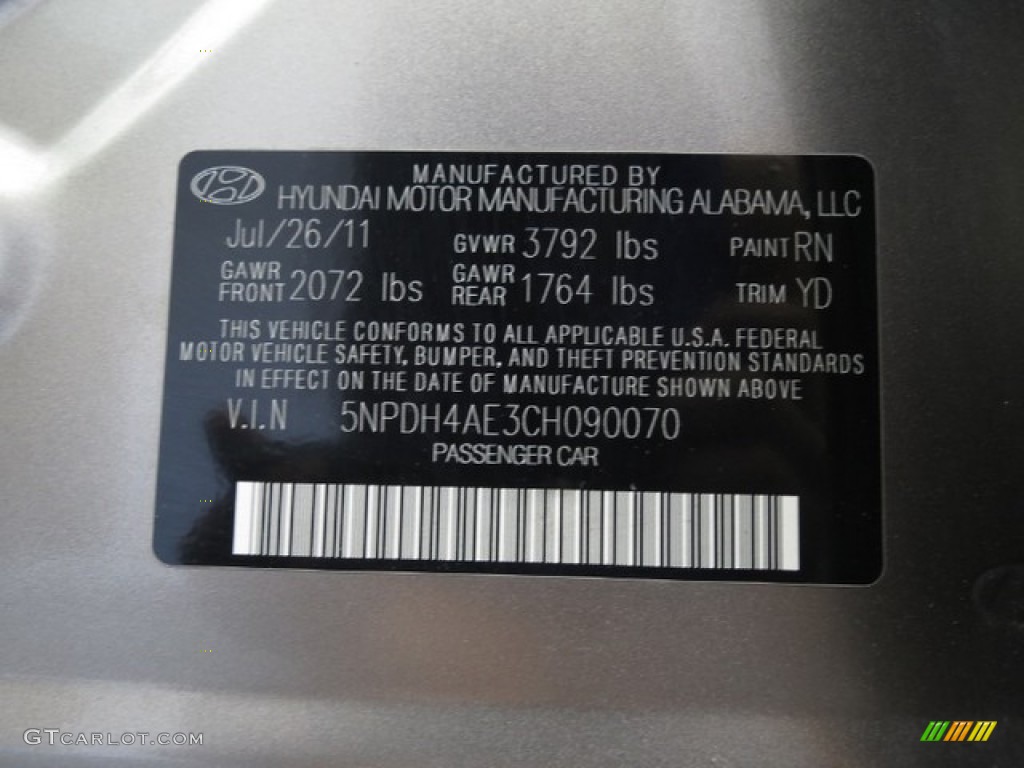 MANUFACTURED BY
HYUNDAI MOTOR MANUFACTURING ALABAMA, LLC
Jul/26/11 GVWR 3792 lbs PAINT RN
GAWR FRONT 2072 lbs GAWR REAR 1764 lbs TRIM YD
THIS VEHICLE CONFORMS TO ALL APPLICABLE U.S.A. FEDERAL
MOTOR VEHICLE SAFETY, BUMPER, AND THEFT PREVENTION STANDARDS
IN EFFECT ON THE DATE OF MANUFACTURE SHOWN ABOVE
V.I.N 5NPDH4AE3CH090070
PASSENGER CAR
GTCARLOT.COM